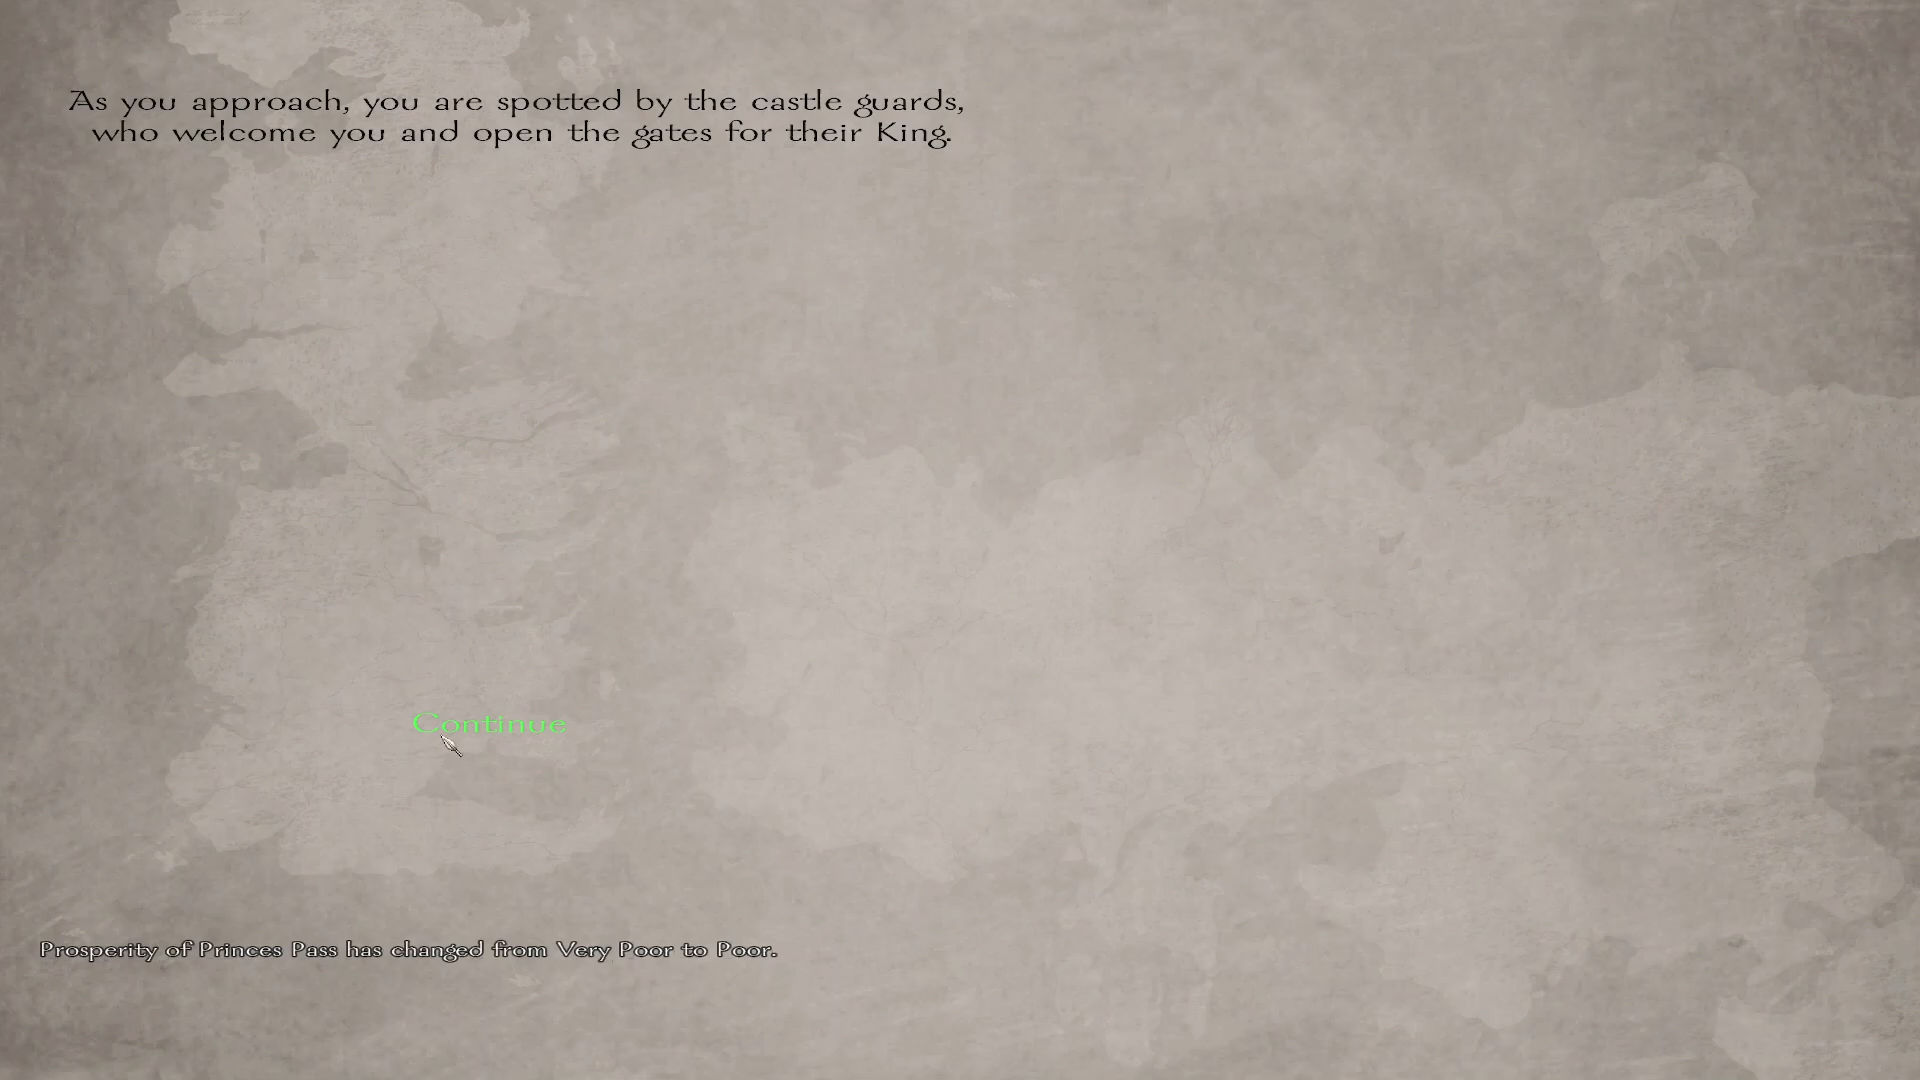 As you approach, you are spotted by the castle guards,
who welcome you and open the gates for their King.
Continue
Prosperity of Princes Pass has changed from Very Poor to Poor.